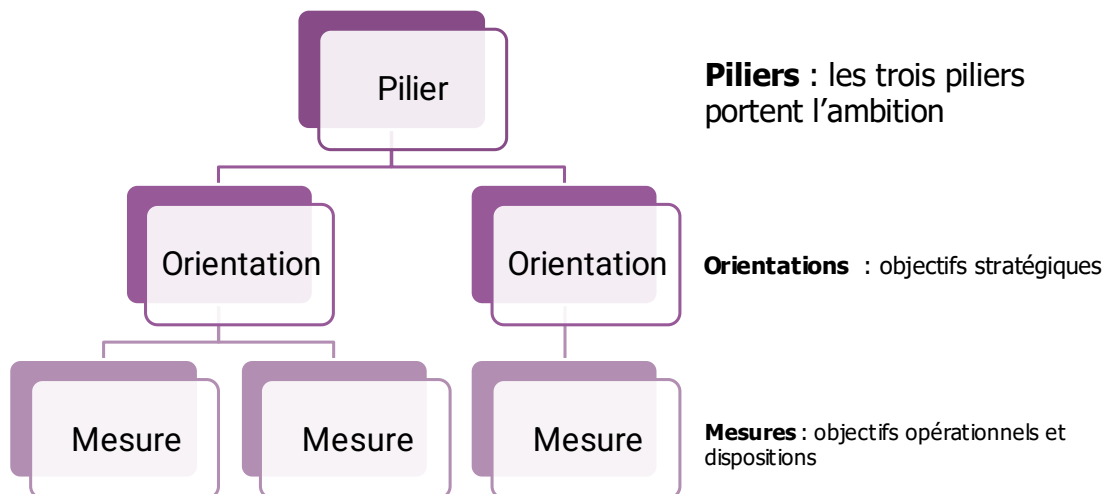 Pilier
Piliers : les trois piliers
portent l’ambition
Orientation
Orientation
Orientations : objectifs stratégiques
Mesure
Mesure
Mesure
Mesures : objectifs opérationnels et
dispositions